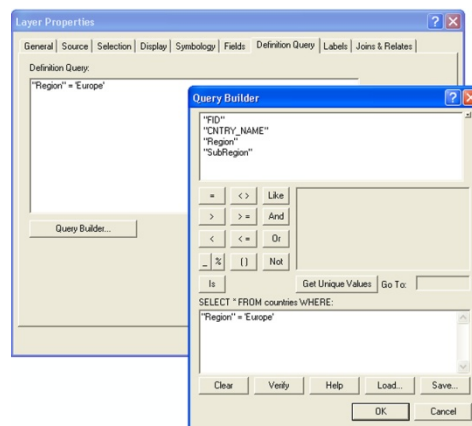 Layer Properties
General Source Selection Display Symbology Fields Definition Query Labels Joins & Relates
Definition Query:
"Region" = 'Europe'
Query Builder...
Query Builder
"FID"
"CNTRY_NAME"
"Region"
"SubRegion"
= <> Like
> > = And
< < = Or
_ % () Not
Is Get Unique Values Go To:
SELECT * FROM countries WHERE:
"Region" = 'Europe'
Clear Verify Help Load... Save...
OK Cancel